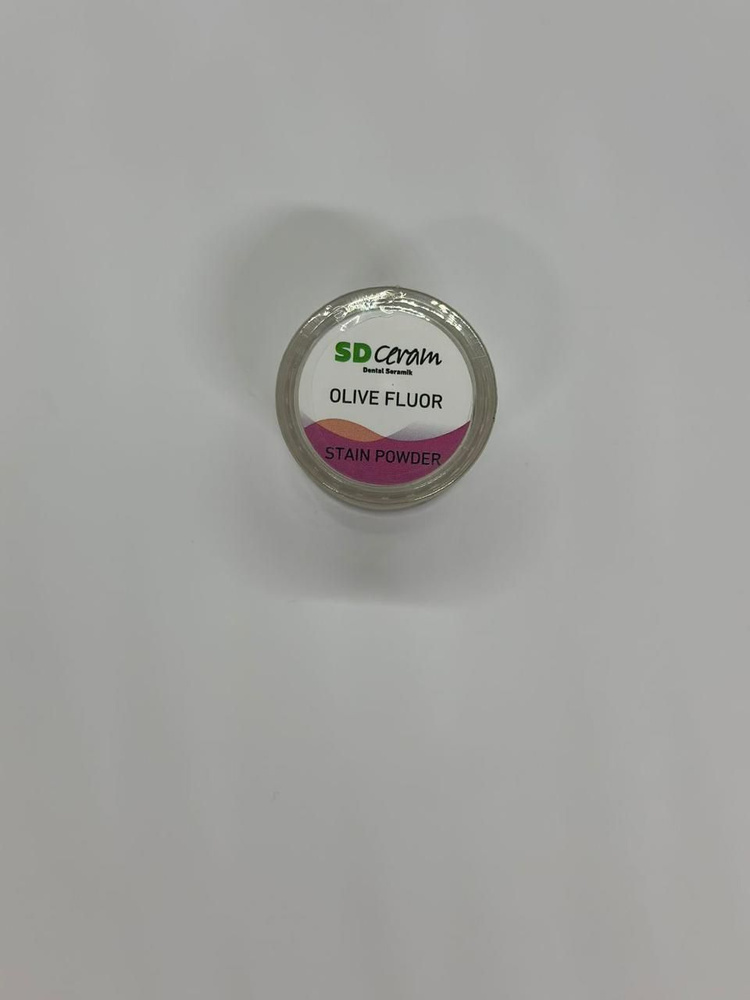 SD ceram
Dental Seramik
OLIVE FLUOR
STAIN POWDER